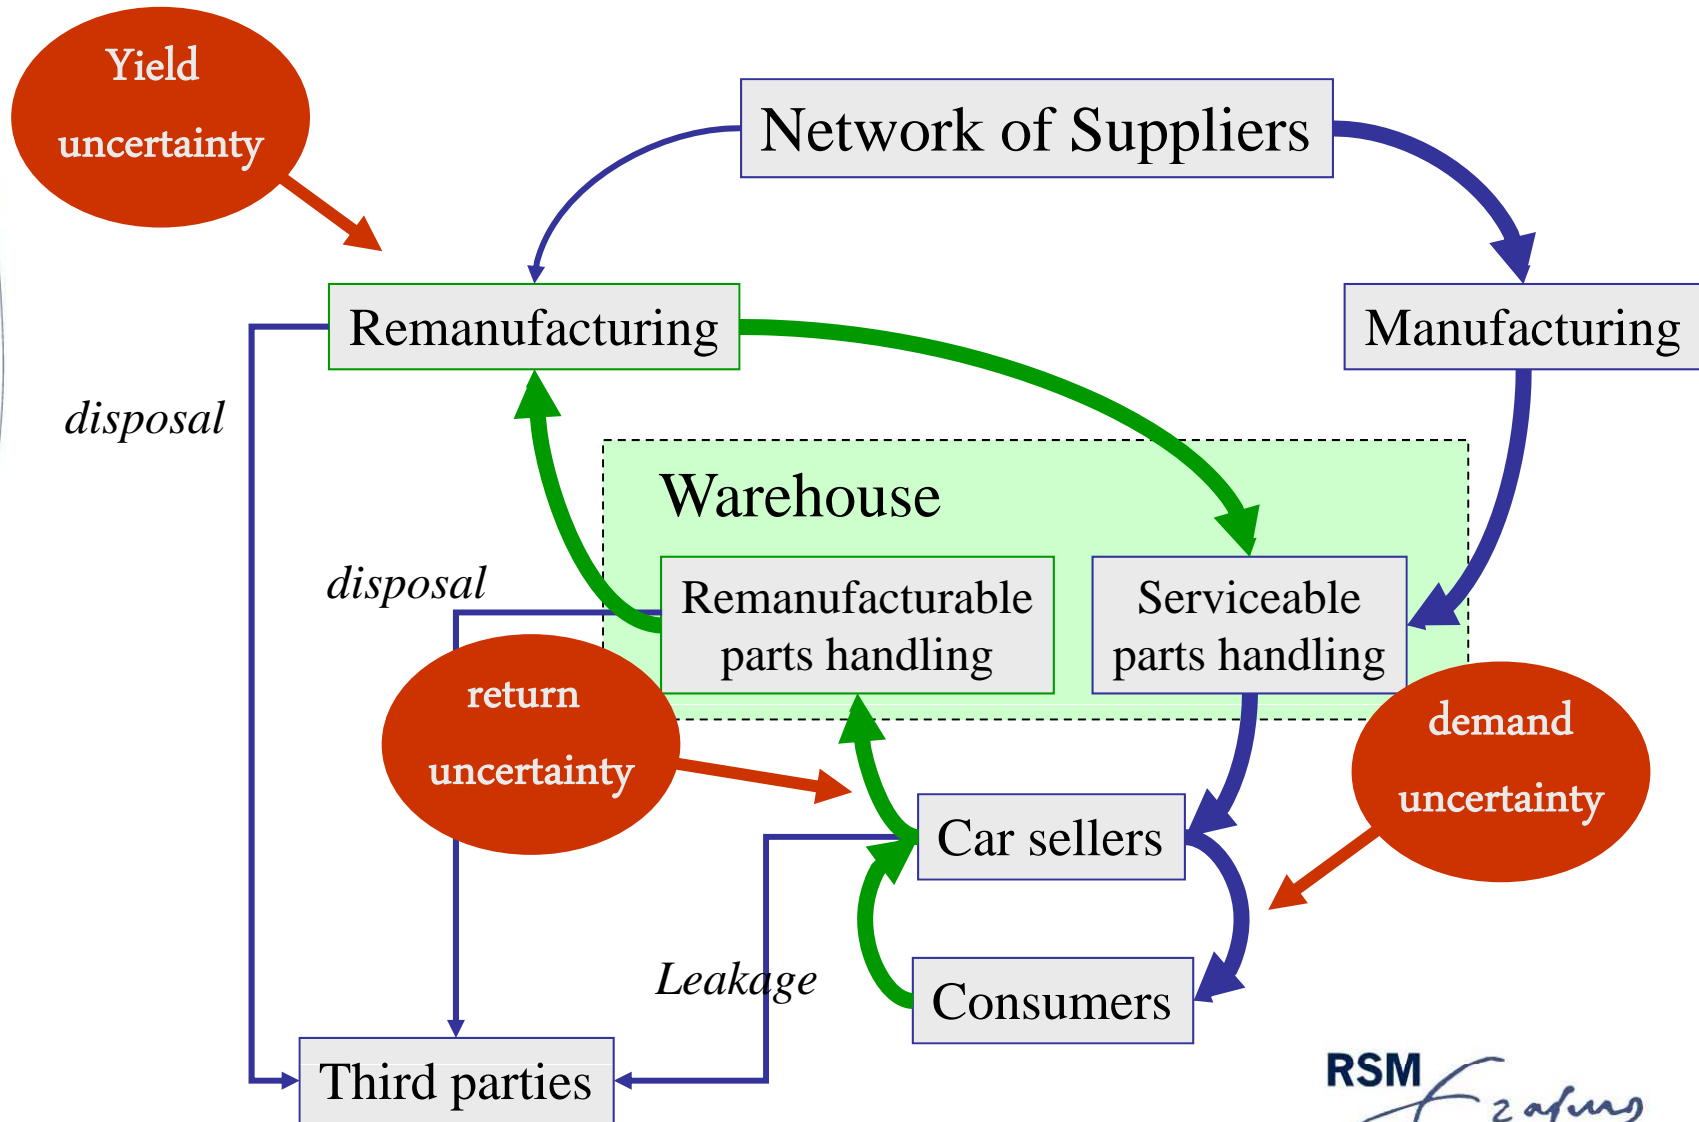 Yield
uncertainty
Network of Suppliers
Remanufacturing
Manufacturing
disposal
Warehouse
disposal
Remanufacturable
parts handling
Serviceable
parts handling
return
uncertainty
demand
uncertainty
Car sellers
Leakage
Consumers
Third parties
RSM
Erasmus